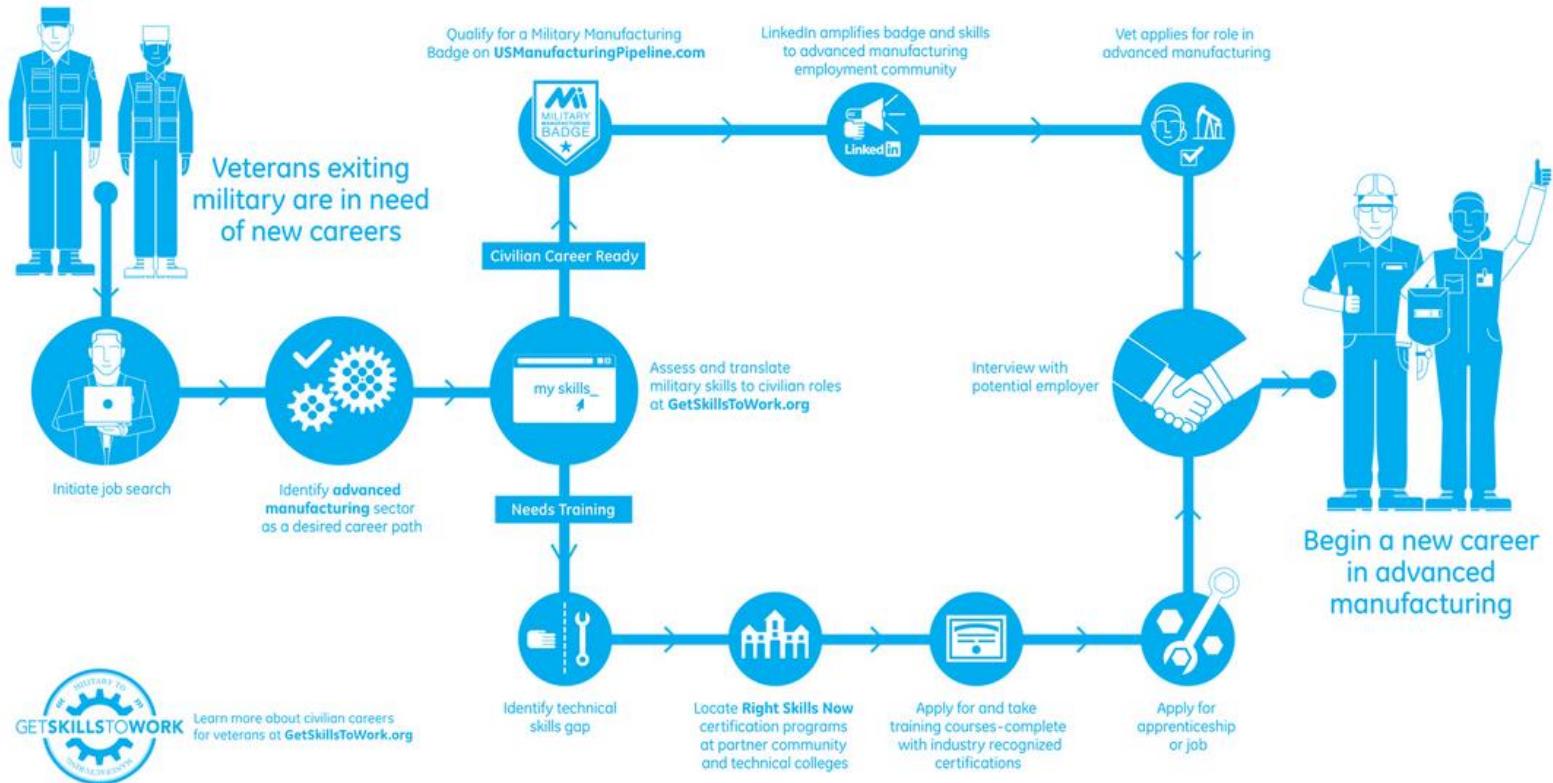 Veterans exiting
military are in need
of new careers
Initiate job search
Identify advanced
manufacturing sector
as a desired career path
my skills_
Assess and translate
military skills to civilian roles
at GetSkillsToWork.org
Civilian Career Ready
Qualify for a Military Manufacturing
Badge on USManufacturingPipeline.com
Mi
MILITARY
MANUFACTURING
BADGE
LinkedIn amplifies badge and skills
to advanced manufacturing
employment community
Linked in
Vet applies for role in
advanced manufacturing
Needs Training
Identify technical
skills gap
Locate Right Skills Now
certification programs
at partner community
and technical colleges
Apply for and take
training courses-complete
with industry recognized
certifications
Apply for
apprenticeship
or job
Interview with
potential employer
Begin a new career
in advanced
manufacturing
MILITARY TO
GETSKILLSTOWORK
MANUFACTURING
Learn more about civilian careers
for veterans at GetSkillsToWork.org